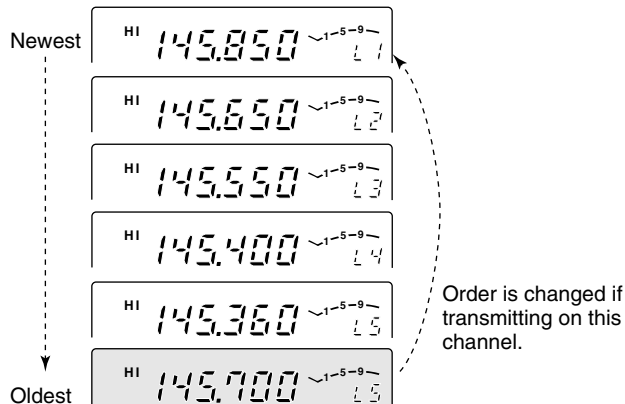 Newest
HI 145.850 1-5-9 L1
HI 145.650 1-5-9 L2
HI 145.550 1-5-9 L3
HI 145.400 1-5-9 L4
HI 145.360 1-5-9 L5
Order is changed if
transmitting on this
channel.
HI 145.700 1-5-9 L5
Oldest